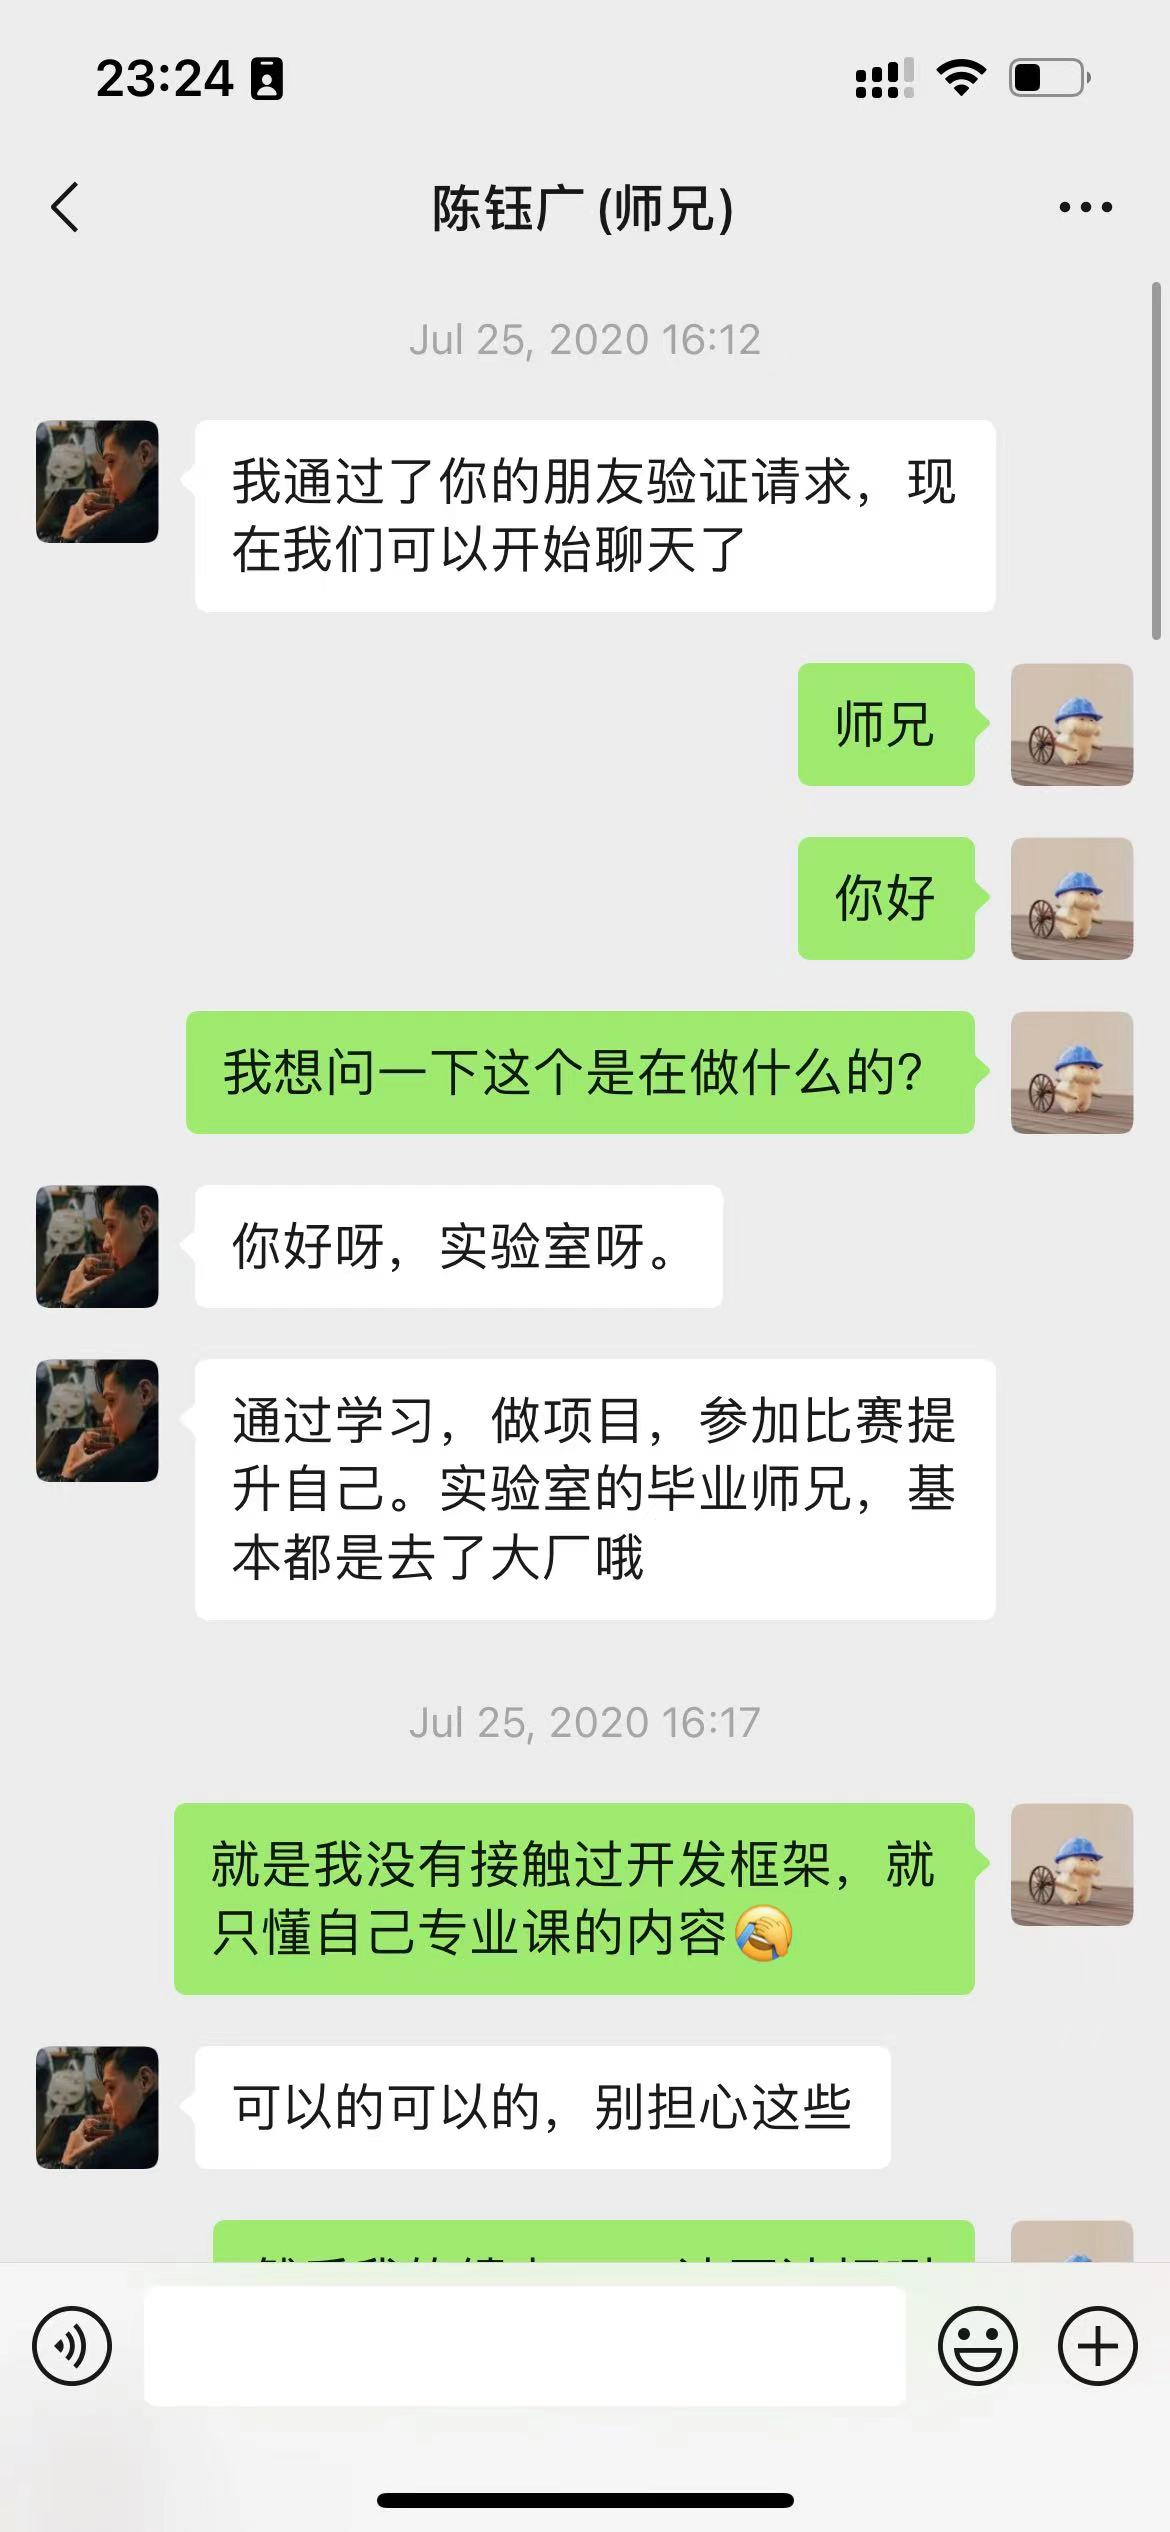 23:24
陈钰广(师兄)
Jul 25, 2020 16:12
我通过了你的朋友验证请求，现
在我们可以开始聊天了
师兄
你好
我想问一下这个是在做什么的?
你好呀，实验室呀。
通过学习，做项目，参加比赛提
升自己。实验室的毕业师兄，基
本都是去了大厂哦
Jul 25, 2020 16:17
就是我没有接触过开发框架，就
只懂自己专业课的内容🤦
可以的可以的，别担心这些